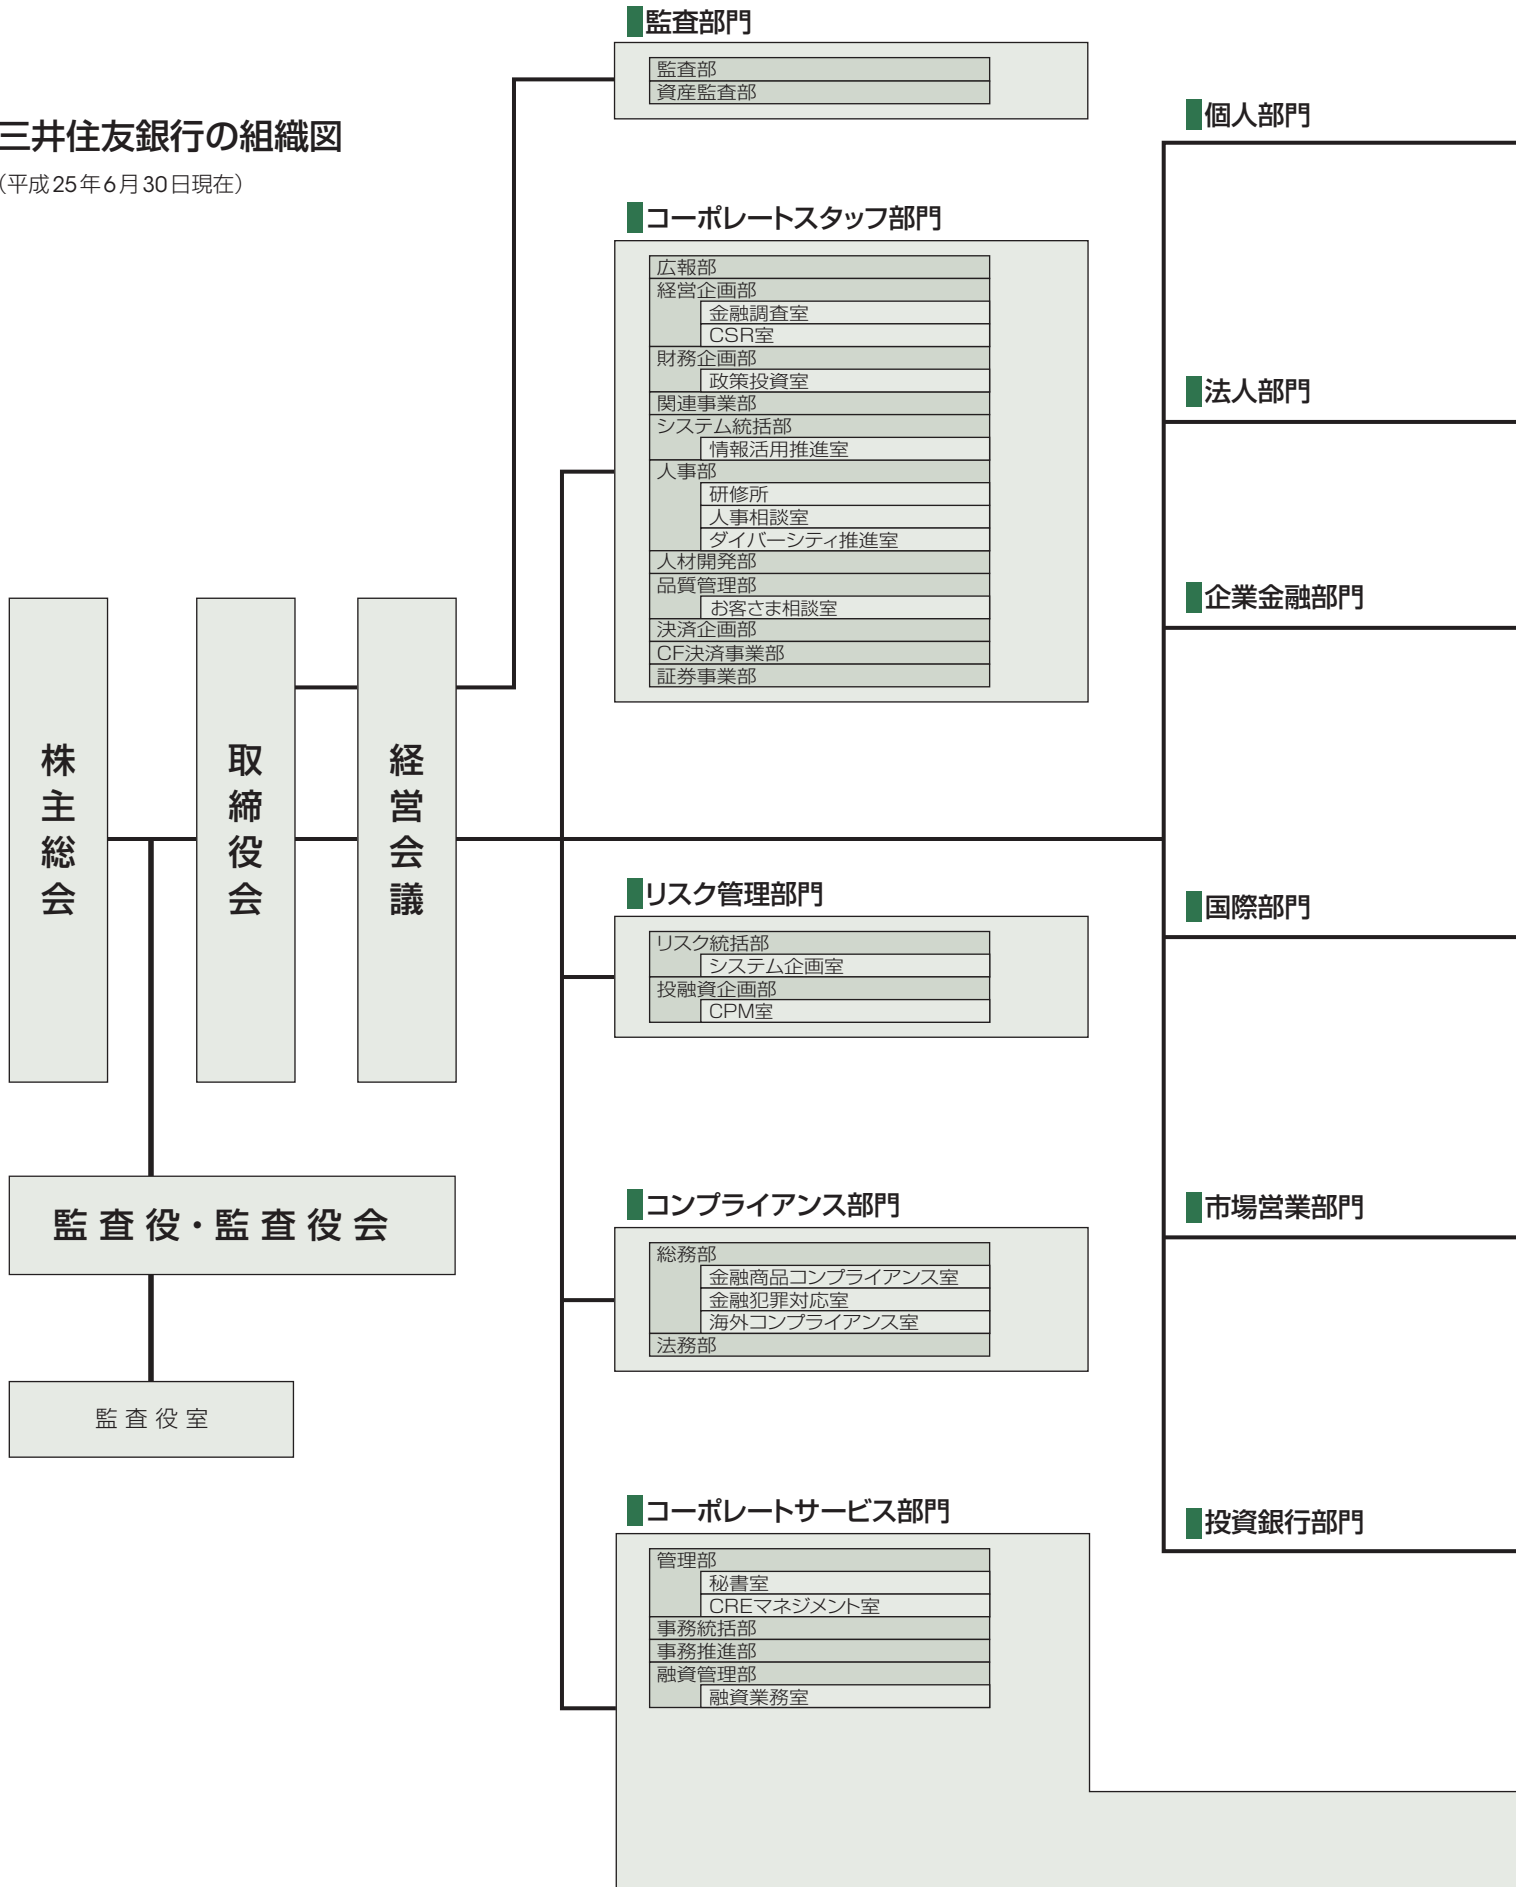 三井住友銀行の組織図
(平成25年6月30日現在)
株主総会
取締役会
経営会議
監査役・監査役会
監査役室
監査部門
監査部
資産監査部
コーポレートスタッフ部門
広報部
経営企画部
金融調査室
CSR室
財務企画部
政策投資室
関連事業部
システム統括部
情報活用推進室
人事部
研修所
人事相談室
ダイバーシティ推進室
人材開発部
品質管理部
お客さま相談室
決済企画部
CF決済事業部
証券事業部
リスク管理部門
リスク統括部
システム企画室
投融資企画部
CPM室
コンプライアンス部門
総務部
金融商品コンプライアンス室
金融犯罪対応室
海外コンプライアンス室
法務部
コーポレートサービス部門
管理部
秘書室
CREマネジメント室
事務統括部
事務推進部
融資管理部
融資業務室
個人部門
法人部門
企業金融部門
国際部門
市場営業部門
投資銀行部門